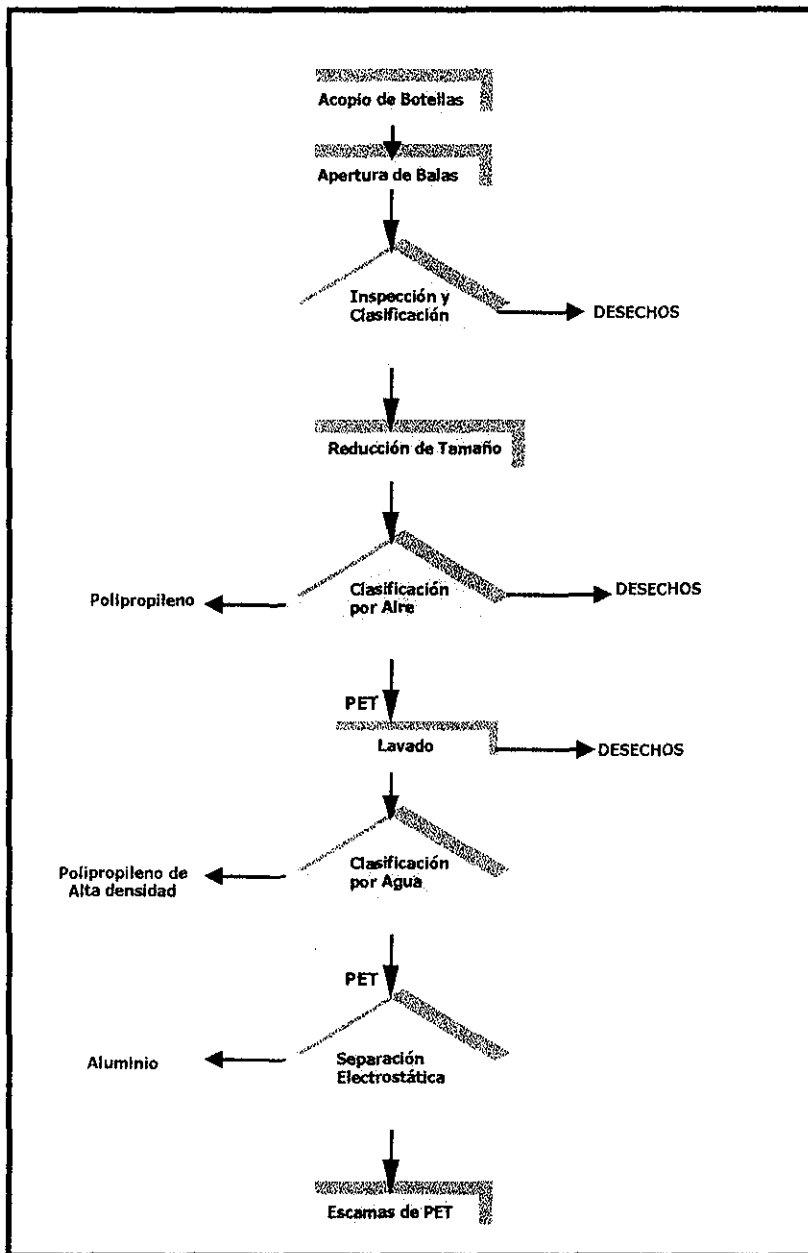 Acopio de Botellas
Apertura de Balas
Inspección y
Clasificación
DESECHOS
Reducción de Tamaño
Polipropileno
Clasificación
por Aire
DESECHOS
PET
Lavado
DESECHOS
Polipropileno de
Alta densidad
Clasificación
por Agua
PET
Aluminio
Separación
Electrostática
Escamas de PET